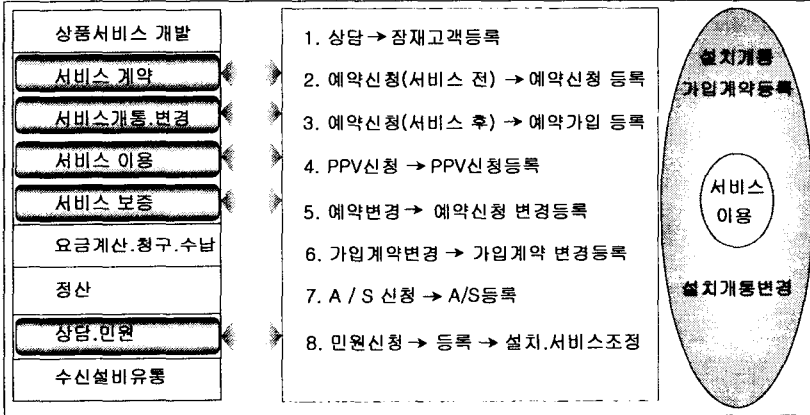 상품서비스 개발
서비스 계약
서비스개통.변경
서비스 이용
서비스 보증
요금계산.청구.수납
정산
상담.민원
수신설비유통
1. 상담 → 잠재고객등록
2. 예약신청(서비스 전) → 예약신청 등록
3. 예약신청(서비스 후) → 예약가입 등록
4. PPV신청 → PPV신청등록
5. 예약변경 → 예약신청 변경등록
6. 가입계약변경 → 가입계약 변경등록
7. A / S 신청 → A/S등록
8. 민원신청 → 등록 → 설치.서비스조정
설치개통
가입계약등록
서비스
이용
설치개통변경